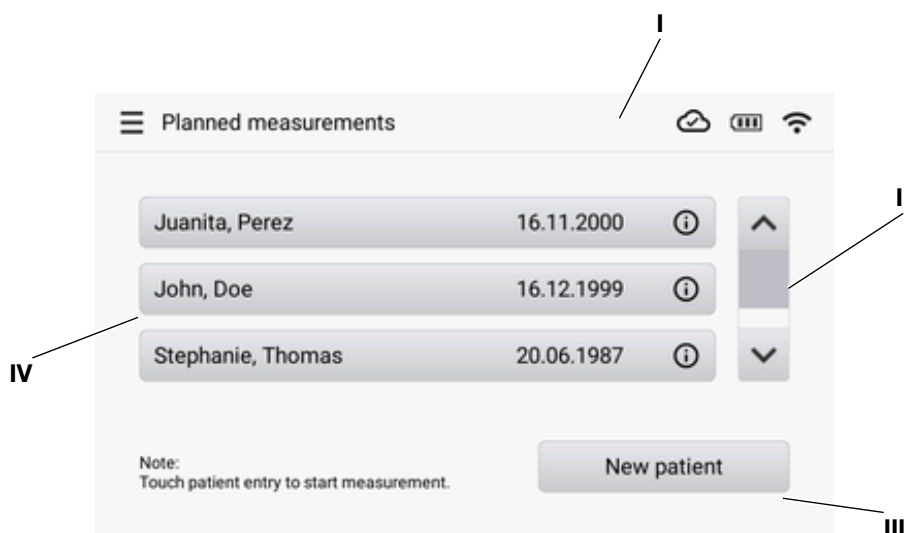 I
Planned measurements
I
Juanita, Perez 16.11.2000
John, Doe 16.12.1999
IV
Stephanie, Thomas 20.06.1987
Note:
Touch patient entry to start measurement.
New patient
III